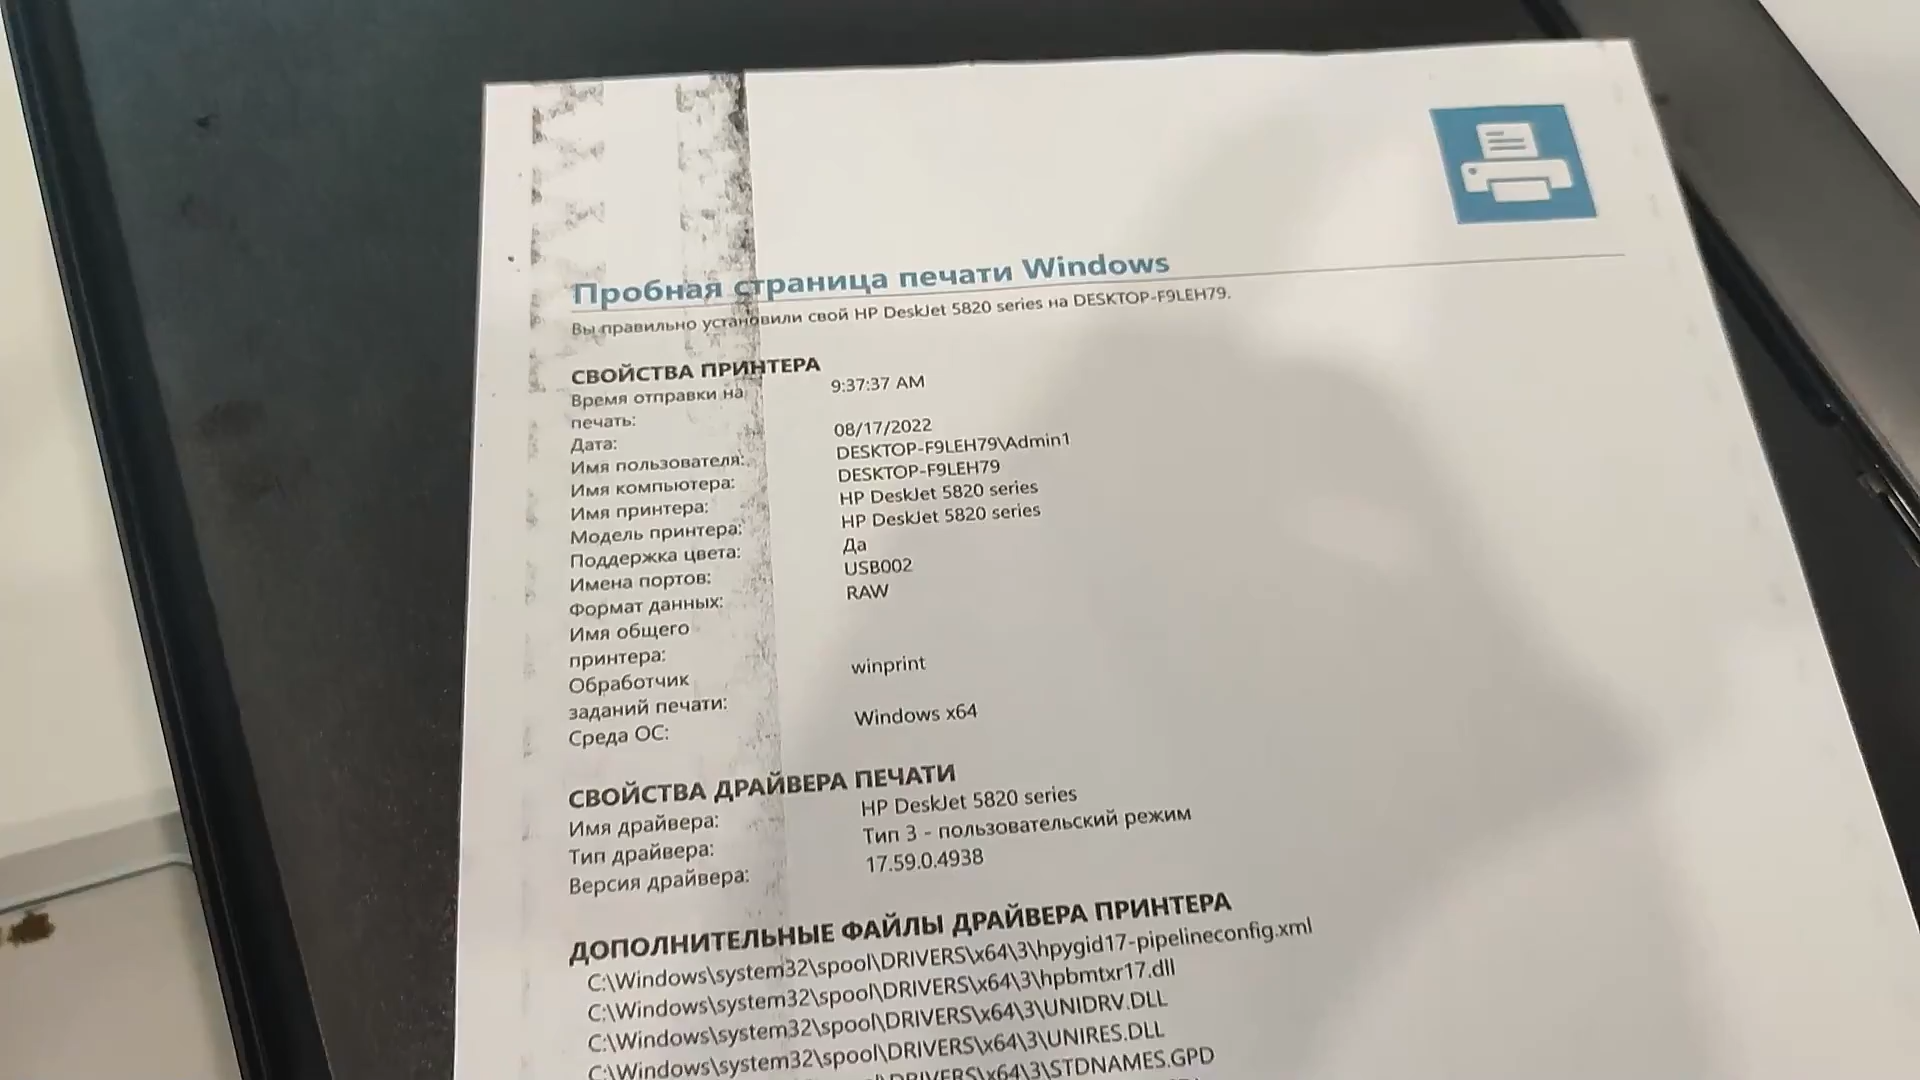 Пробная страница печати Windows
Вы правильно установили свой HP DeskJet 5820 series на DESKTOP-F9LEH79.
СВОЙСТВА ПРИНТЕРА
Время отправки на печать: 9:37:37 AM
Дата: 08/17/2022
Имя пользователя: DESKTOP-F9LEH79\Admin1
Имя компьютера: DESKTOP-F9LEH79
Имя принтера: HP DeskJet 5820 series
Модель принтера: HP DeskJet 5820 series
Поддержка цвета: Да
Имена портов: USB002
Формат данных: RAW
Имя общего
принтера:
Обработчик winprint
заданий печати:
Среда ОС: Windows x64
СВОЙСТВА ДРАЙВЕРА ПЕЧАТИ
Имя драйвера: HP DeskJet 5820 series
Тип драйвера: Тип 3 - пользовательский режим
Версия драйвера: 17.59.0.4938
ДОПОЛНИТЕЛЬНЫЕ ФАЙЛЫ ДРАЙВЕРА ПРИНТЕРА
C:\Windows\system32\spool\DRIVERS\x64\3\hpygid17-pipelineconfig.xml
C:\Windows\system32\spool\DRIVERS\x64\3\hpbmtxr17.dll
C:\Windows\system32\spool\DRIVERS\x64\3\UNIDRV.DLL
C:\Windows\system32\spool\DRIVERS\x64\3\UNIRES.DLL
\DRIVERS\x64\3\STDNAMES.GPD